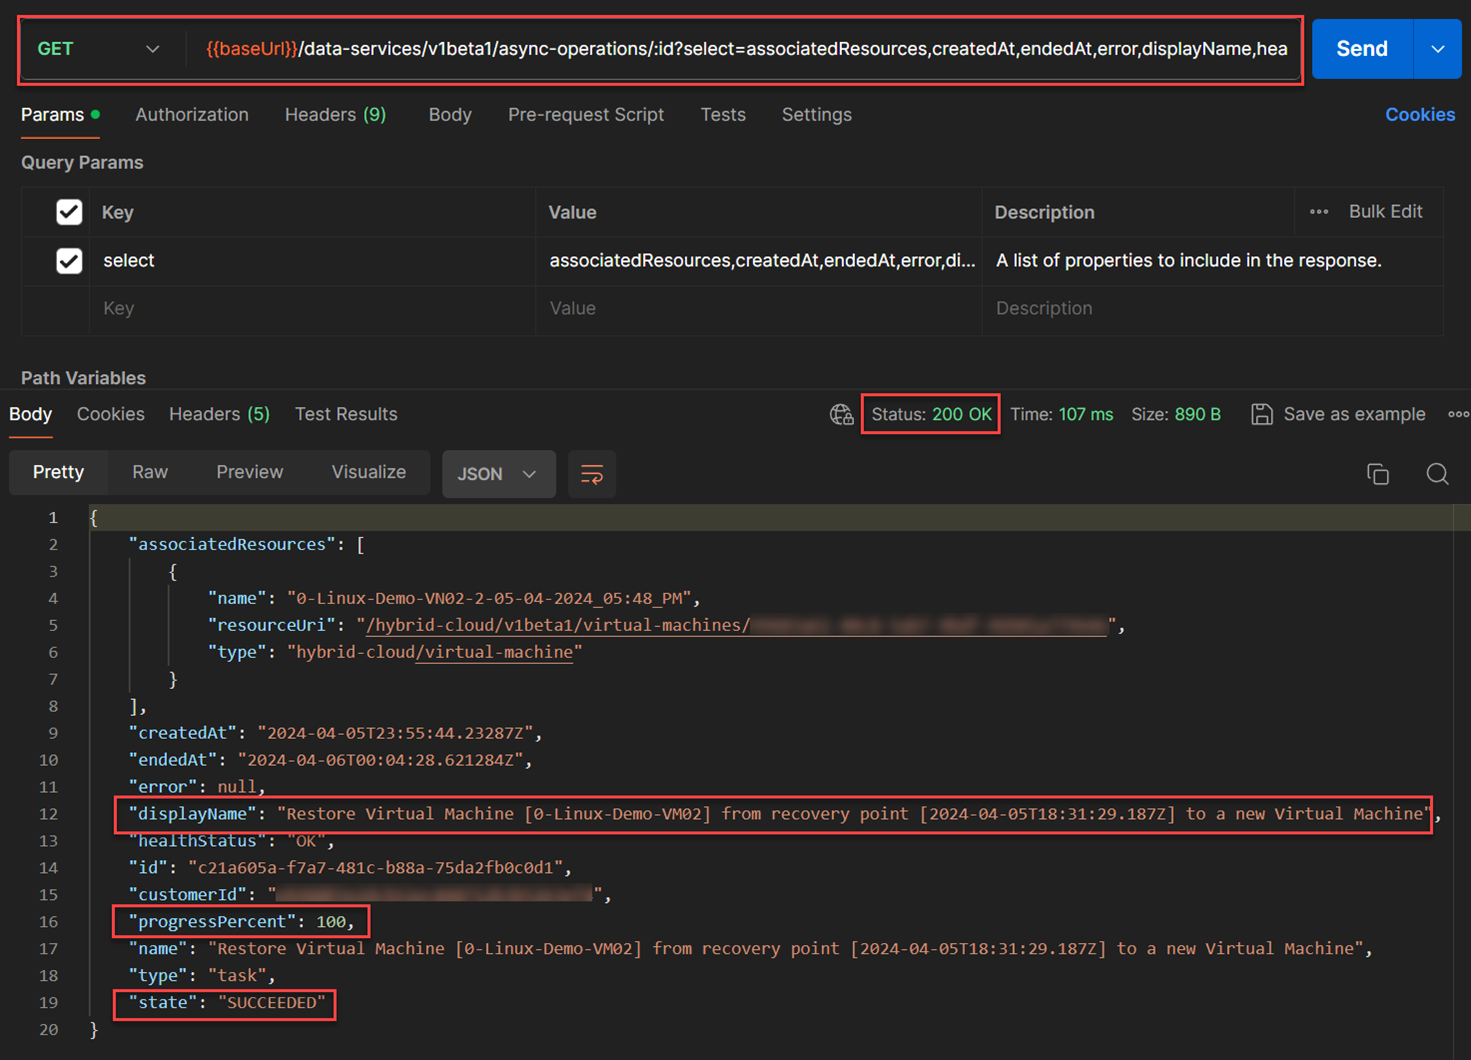 GET {{baseUrl}}/data-services/v1beta1/async-operations/:id?select=associatedResources,createdAt,endedAt,error,displayName,hea Send
Params Authorization Headers (9) Body Pre-request Script Tests Settings Cookies
Query Params
Key Value Description ••• Bulk Edit
select associatedResources,createdAt,endedAt,error,di... A list of properties to include in the response.
Key Value Description
Path Variables
Body Cookies Headers (5) Test Results Status: 200 OK Time: 107 ms Size: 890 B Save as example
Pretty Raw Preview Visualize JSON
1 {
2 "associatedResources": [
3 {
4 "name": "0-Linux-Demo-VN02-2-05-04-2024_05:48_PM",
5 "resourceUri": "/hybrid-cloud/v1beta1/virtual-machines/ ",
6 "type": "hybrid-cloud/virtual-machine"
7 }
8 ],
9 "createdAt": "2024-04-05T23:55:44.23287Z",
10 "endedAt": "2024-04-06T00:04:28.621284Z",
11 "error": null,
12 "displayName": "Restore Virtual Machine [0-Linux-Demo-VM02] from recovery point [2024-04-05T18:31:29.187Z] to a new Virtual Machine",
13 "healthStatus": "OK",
14 "id": "c21a605a-f7a7-481c-b88a-75da2fb0c0d1",
15 "customerId": " ",
16 "progressPercent": 100,
17 "name": "Restore Virtual Machine [0-Linux-Demo-VM02] from recovery point [2024-04-05T18:31:29.187Z] to a new Virtual Machine",
18 "type": "task",
19 "state": "SUCCEEDED"
20 }